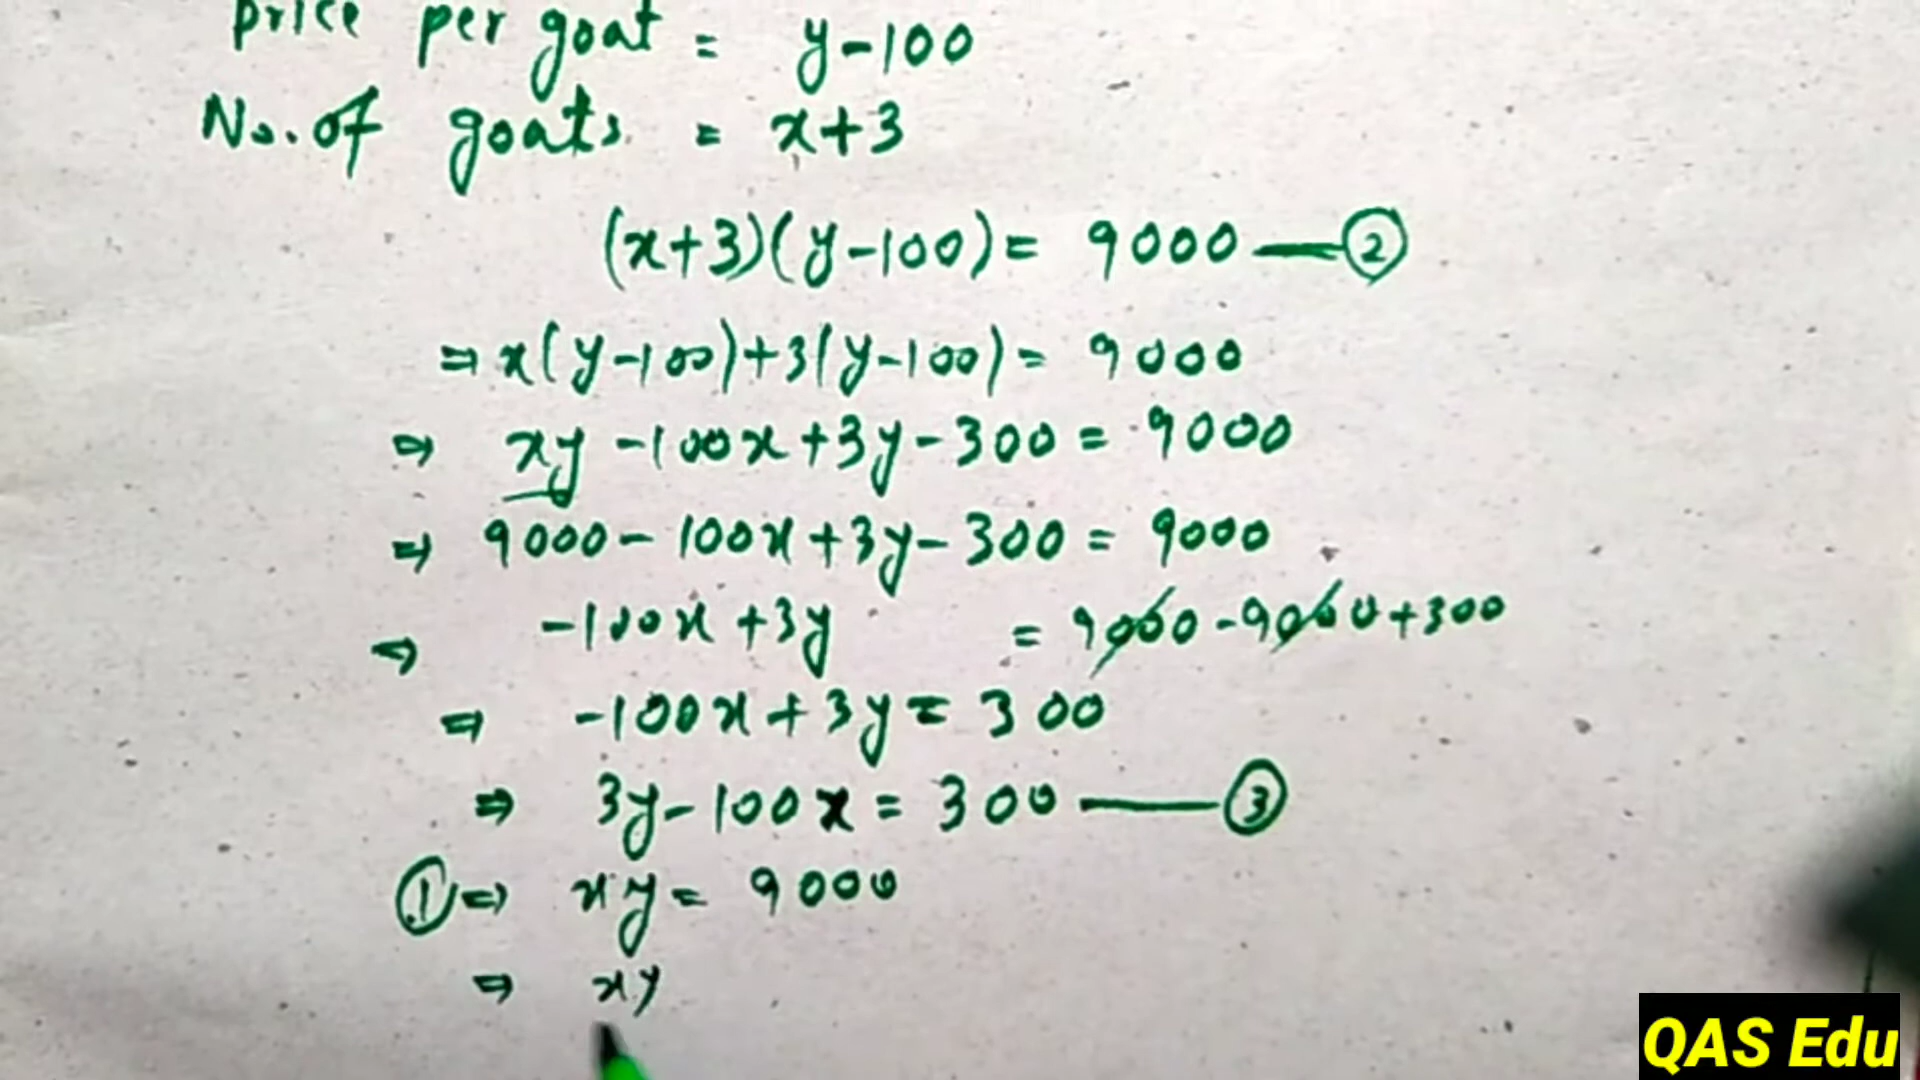 price per goat = y-100
No. of goats = x+3
(x+3)(y-100) = 9000 — ②
⇒ x(y-100)+3(y-100) = 9000
⇒ xy -100x+3y-300 = 9000
⇒ 9000-100x+3y-300 = 9000
⇒ -100x+3y = 9000-9000+300
⇒ -100x+3y = 300
⇒ 3y-100x = 300 — ③
① ⇒ xy = 9000
⇒ xy
QAS Edu